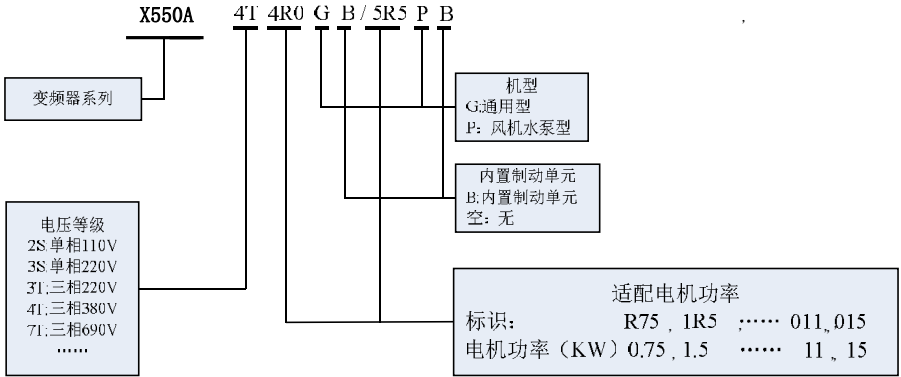 X550A 4T 4R0 G B / 5R5 P B
变频器系列
机型
G;通用型
P：风机水泵型
内置制动单元
B;内置制动单元
空：无
电压等级
2S;单相110V
3S;单相220V
3T;三相220V
4T;三相380V
7T;三相690V
……
适配电机功率
标识： R75 , 1R5 ,…… 011,,015
电机功率（KW）0.75 , 1.5 …… 11 , 15